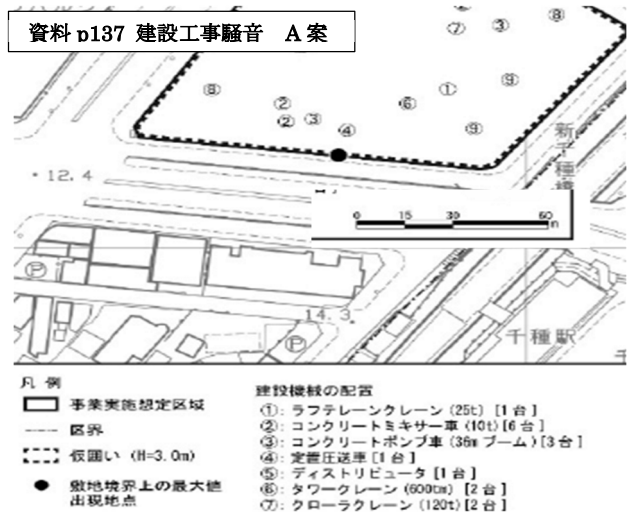 資料 p137 建設工事騒音 A案
⑦ ③ ⑧
⑧ ⑨
② ⑥ ①
② ③ ④ ⑨
新千種橋
・12.4
0 15 30 60
m
P
14.3
千種駅
P
凡 例
事業実施想定区域
区界
仮囲い (H=3.0m)
敷地境界上の最大値
出現地点
建設機械の配置
①: ラフテレーンクレーン (25t) [1台]
②: コンクリートミキサー車 (10t) [6台]
③: コンクリートポンプ車 (36mブーム) [3台]
④: 定置圧送車 [1台]
⑤: ディストリビュータ [1台]
⑥: タワークレーン (600tm) [2台]
⑦: クローラクレーン (120t) [2台]